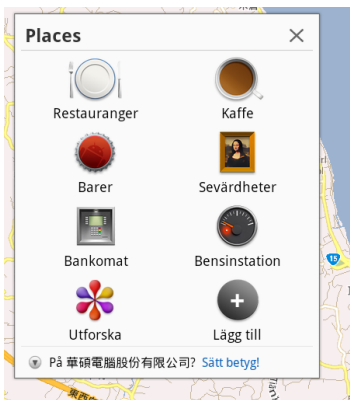 Places
Restauranger
Kaffe
Barer
Sevärdheter
Bankomat
Bensinstation
15
Utforska
Lägg till
På 華碩電腦股份有限公司? Sätt betyg!